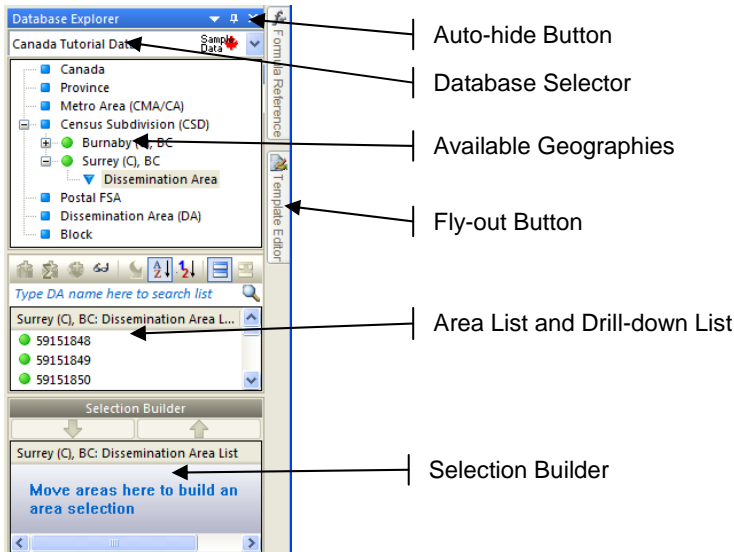 Database Explorer
Canada Tutorial Dat
Sample
Data
Canada
Province
Metro Area (CMA/CA)
Census Subdivision (CSD)
Burnaby BC
Surrey (C), BC
Dissemination Area
Postal FSA
Dissemination Area (DA)
Block
Type DA name here to search list
Surrey (C), BC: Dissemination Area L...
59151848
59151849
59151850
Selection Builder
Surrey (C), BC: Dissemination Area List
Move areas here to build an
area selection
Formula Reference
Template Editor
Auto-hide Button
Database Selector
Available Geographies
Fly-out Button
Area List and Drill-down List
Selection Builder